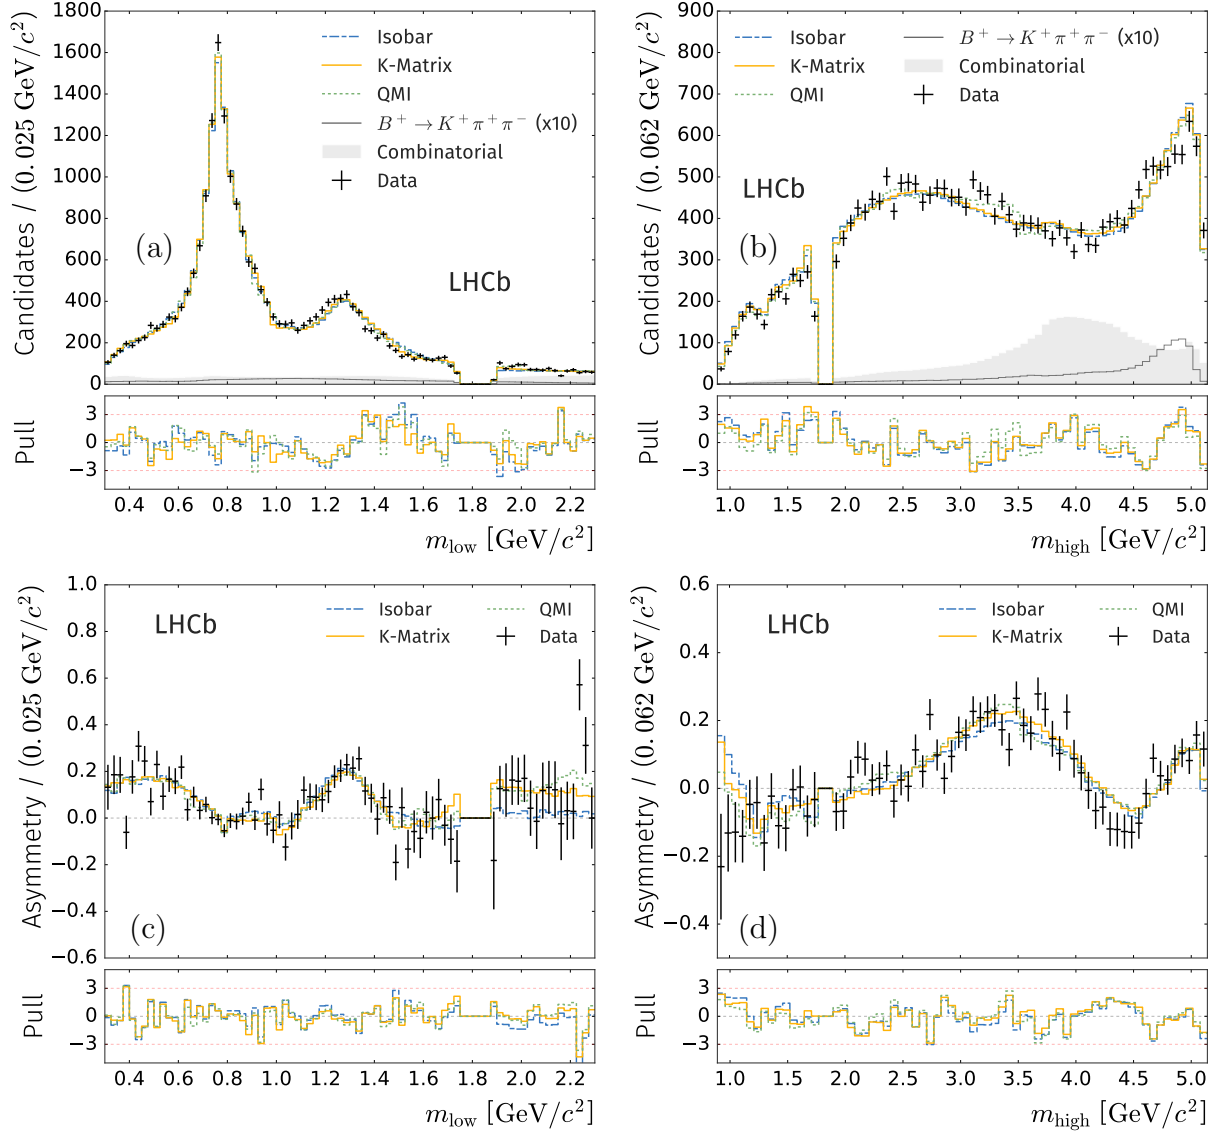 Candidates / (0.025 GeV/c²)
1800
1600
1400
1200
1000
800
600
400
200
0
Isobar
K-Matrix
QMI
B⁺ → K⁺ π⁺ π⁻ (x10)
Combinatorial
Data
(a)
LHCb
Pull
3
0
−3
0.4 0.6 0.8 1.0 1.2 1.4 1.6 1.8 2.0 2.2
m_low [GeV/c²]
Candidates / (0.062 GeV/c²)
900
800
700
600
500
400
300
200
100
0
Isobar
K-Matrix
QMI
B⁺ → K⁺ π⁺ π⁻ (x10)
Combinatorial
Data
LHCb
(b)
Pull
3
0
−3
1.0 1.5 2.0 2.5 3.0 3.5 4.0 4.5 5.0
m_high [GeV/c²]
Asymmetry / (0.025 GeV/c²)
1.0
0.8
0.6
0.4
0.2
0.0
−0.2
−0.4
−0.6
LHCb
Isobar
K-Matrix
QMI
Data
(c)
Pull
3
0
−3
0.4 0.6 0.8 1.0 1.2 1.4 1.6 1.8 2.0 2.2
m_low [GeV/c²]
Asymmetry / (0.062 GeV/c²)
0.6
0.4
0.2
0.0
−0.2
−0.4
LHCb
Isobar
K-Matrix
QMI
Data
(d)
Pull
3
0
−3
1.0 1.5 2.0 2.5 3.0 3.5 4.0 4.5 5.0
m_high [GeV/c²]